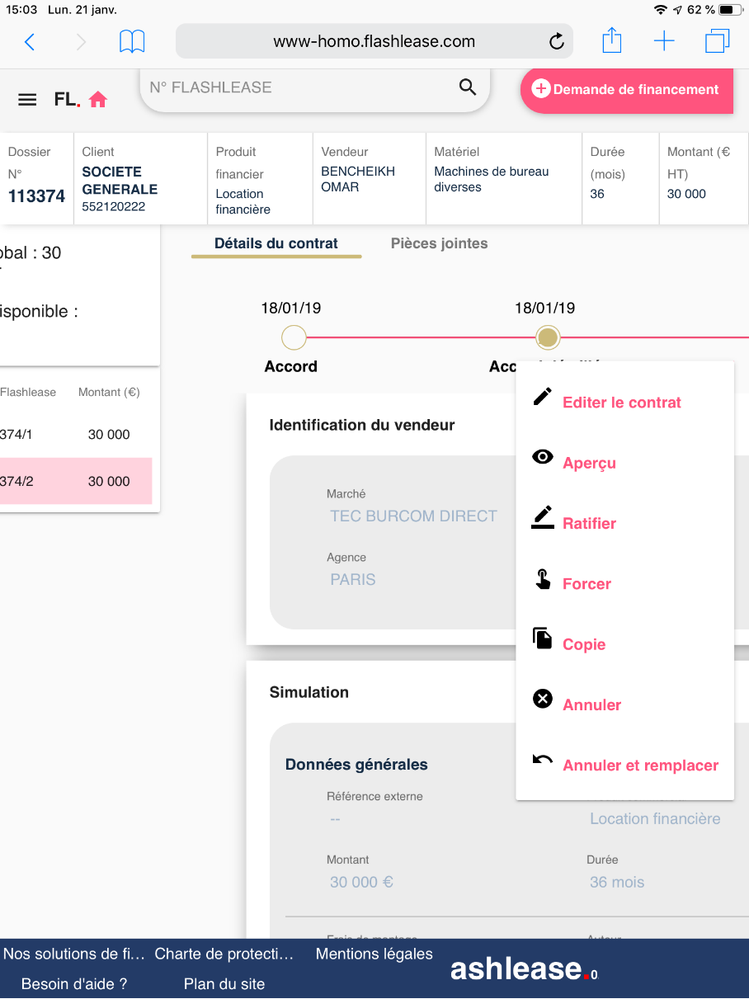 15:03 Lun. 21 janv.
62 %
www-homo.flashlease.com
FL.
N° FLASHLEASE
Demande de financement
Dossier
N°
113374
Client
SOCIETE
GENERALE
552120222
Produit
financier
Location
financière
Vendeur
BENCHEIKH
OMAR
Matériel
Machines de bureau
diverses
Durée
(mois)
36
Montant (€
HT)
30 000
obal : 30
isponible :
Flashlease Montant (€)
374/1 30 000
374/2 30 000
Détails du contrat
Pièces jointes
18/01/19
18/01/19
Accord
Acc
Identification du vendeur
Marché
TEC BURCOM DIRECT
Agence
PARIS
Editer le contrat
Aperçu
Ratifier
Forcer
Copie
Annuler
Annuler et remplacer
Simulation
Données générales
Référence externe
--
Location financière
Montant
30 000 €
Durée
36 mois
Frais de montage
Auteur
Nos solutions de fi... Charte de protecti... Mentions légales
Besoin d'aide ? Plan du site
ashlease.0